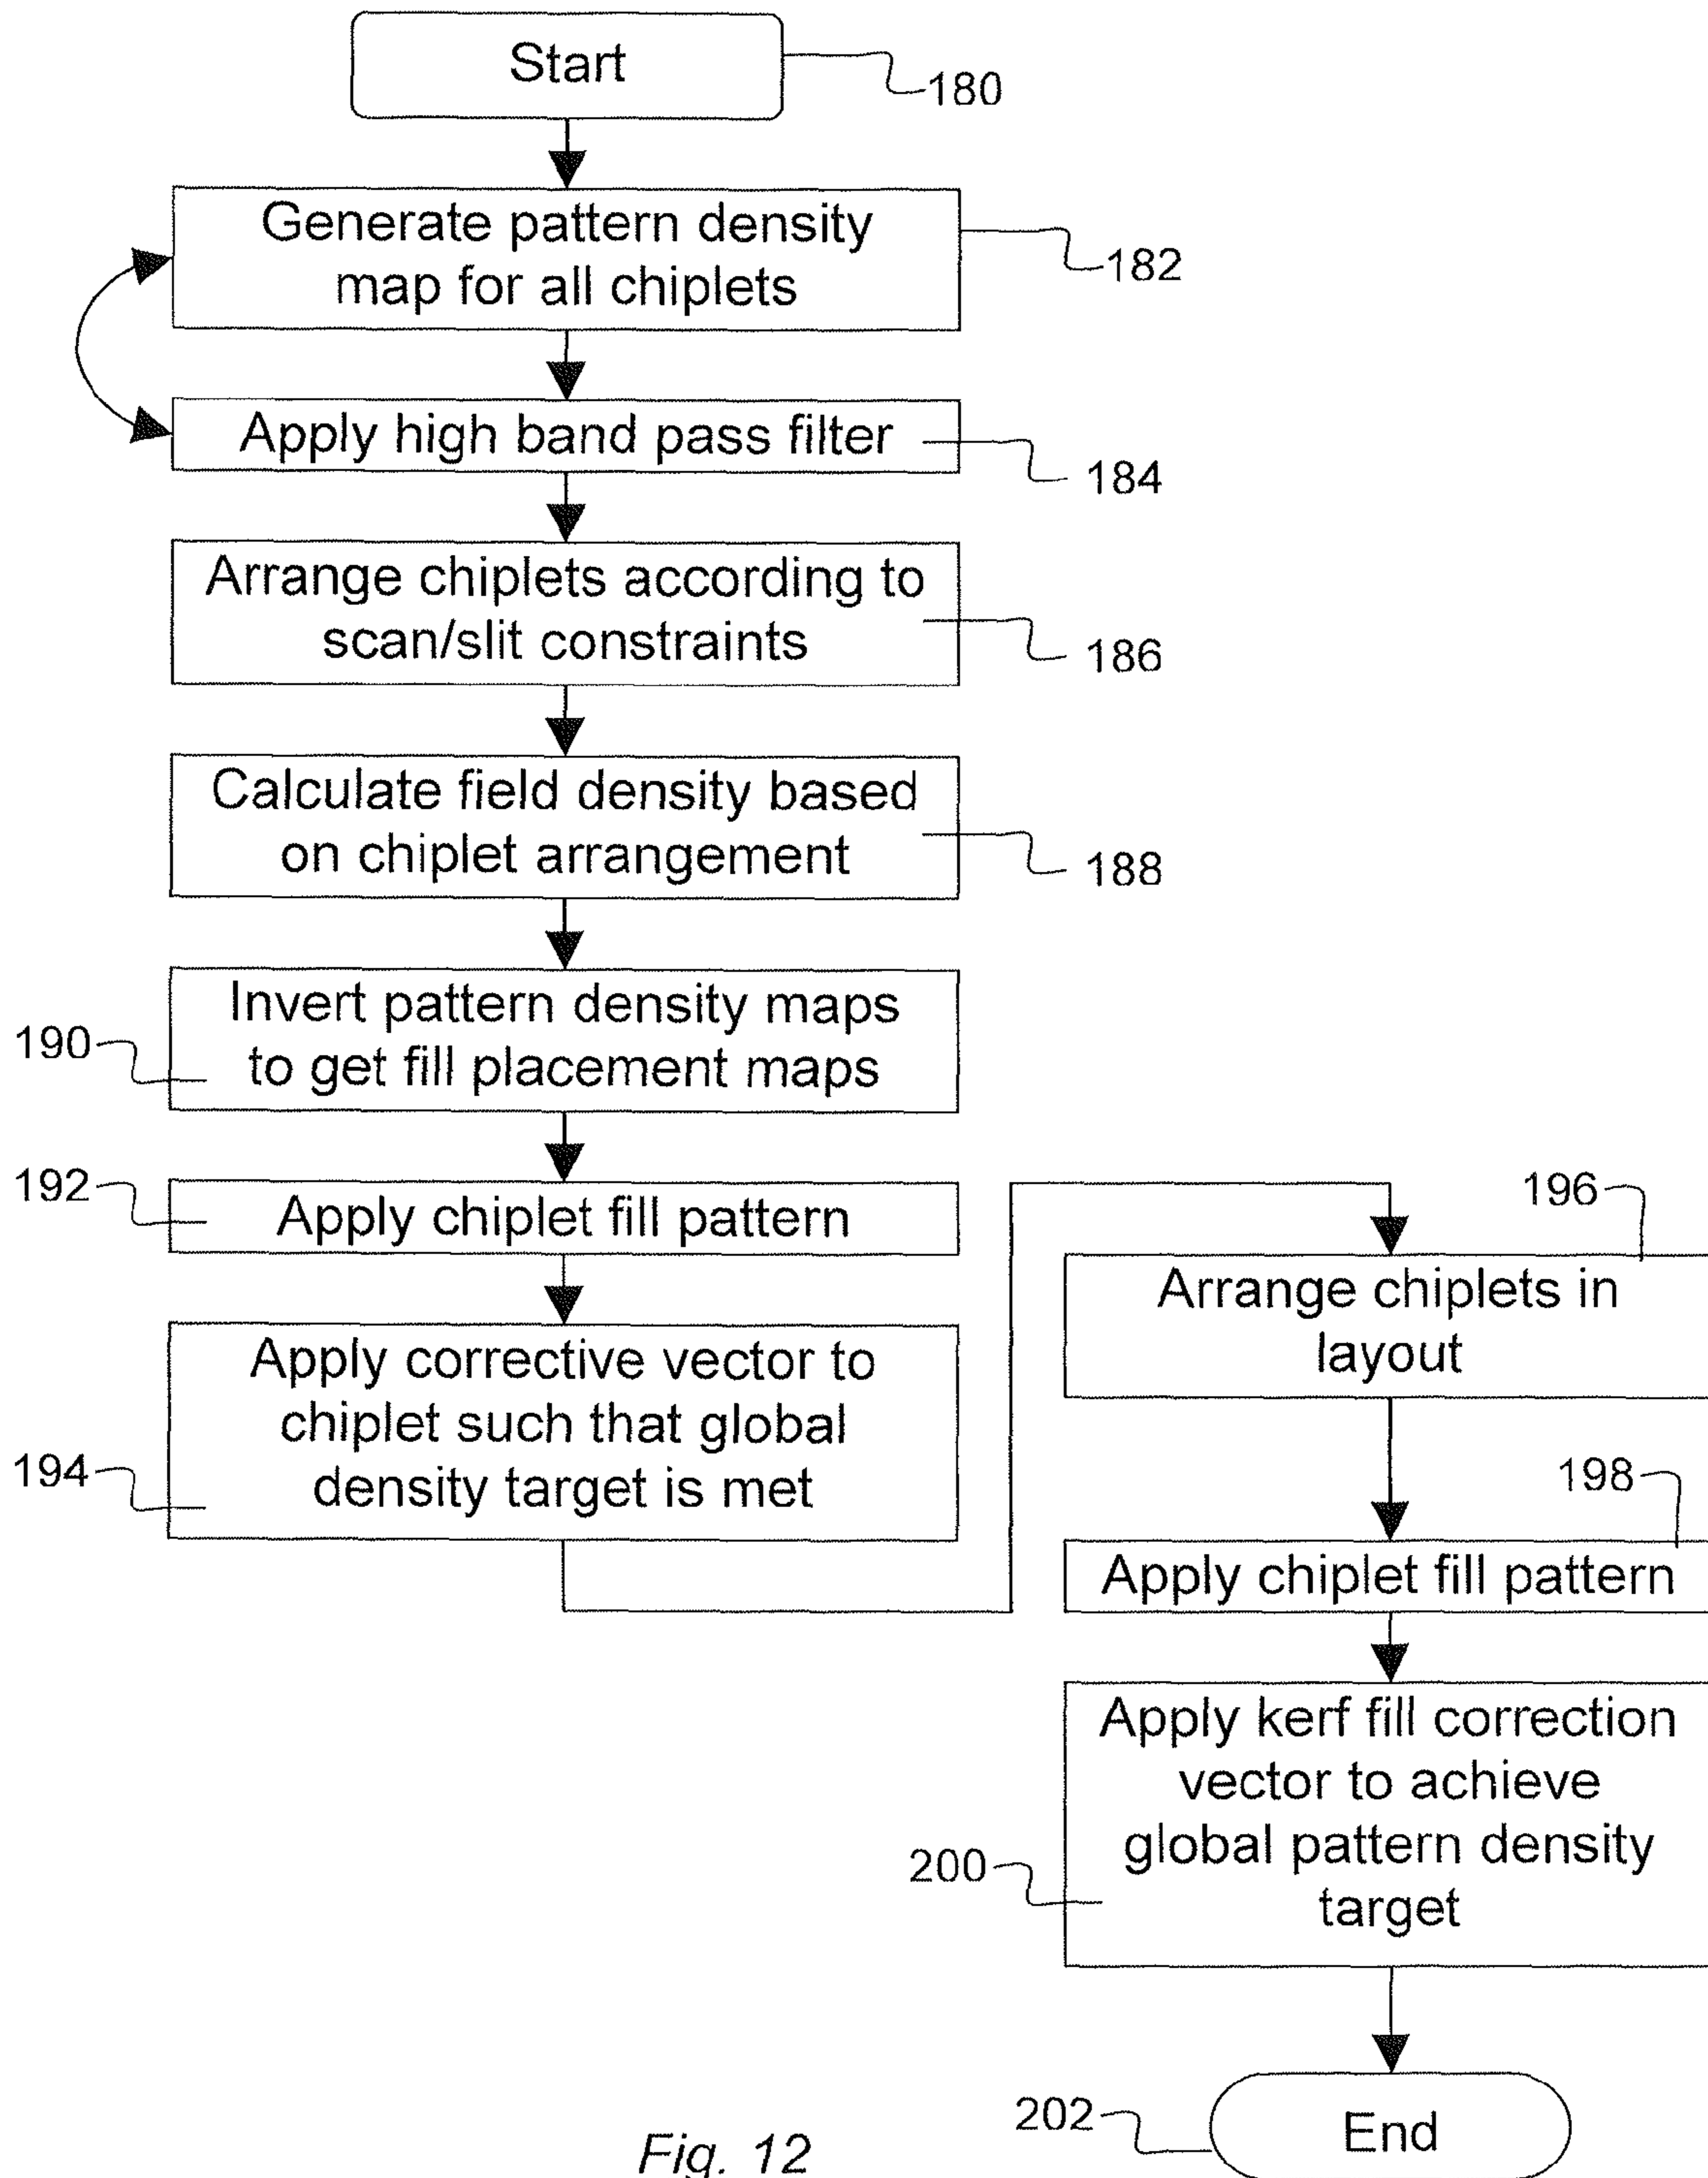 Start
180
Generate pattern density
map for all chiplets
182
Apply high band pass filter
184
Arrange chiplets according to
scan/slit constraints
186
Calculate field density based
on chiplet arrangement
188
Invert pattern density maps
to get fill placement maps
190
192
Apply chiplet fill pattern
Apply corrective vector to
chiplet such that global
density target is met
194
196
Arrange chiplets in
layout
198
Apply chiplet fill pattern
Apply kerf fill correction
vector to achieve
global pattern density
target
200
202
End
Fig. 12